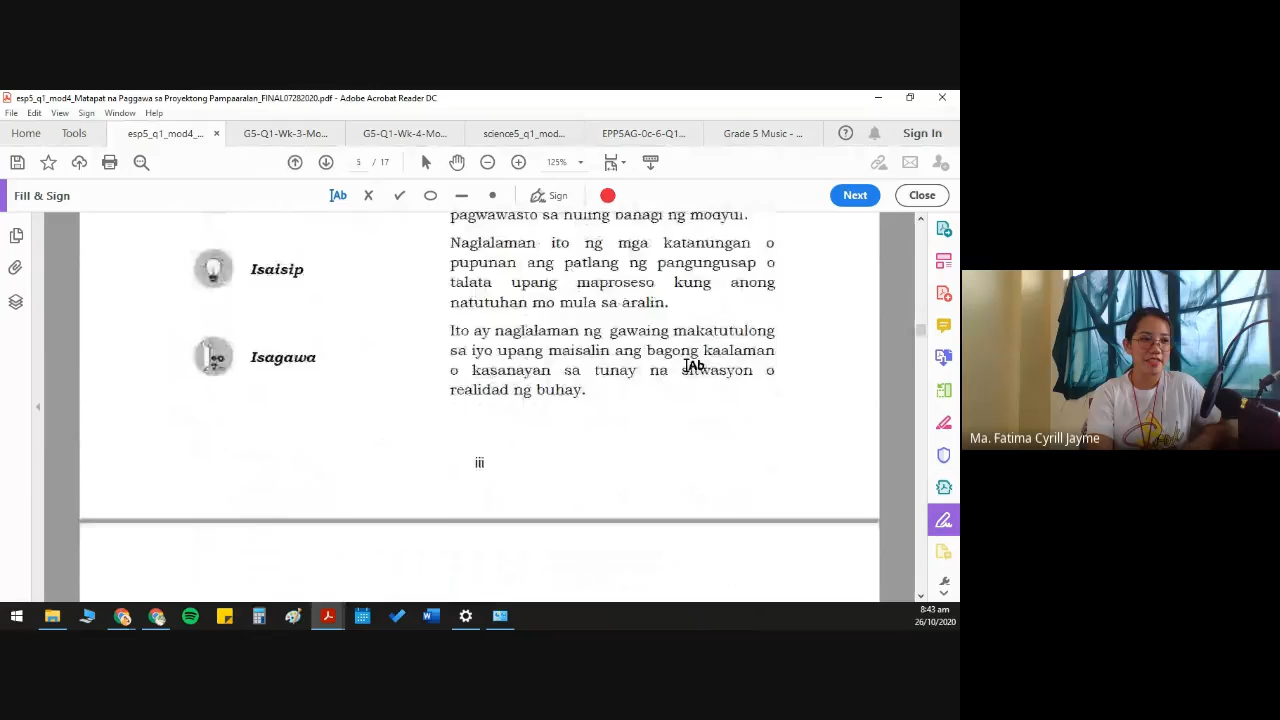 esp5_q1_mod4_Matapat na Paggawa sa Proyektong Pampaaralan_FINAL07282020.pdf - Adobe Acrobat Reader DC
File Edit View Sign Window Help
Home Tools esp5_q1_mod4_... × G5-Q1-Wk-3-Mo... G5-Q1-Wk-4-Mo... science5_q1_mod... EPP5AG-0c-6-Q1... Grade 5 Music - ... Sign In
5 / 17 125%
Fill & Sign Ab Sign Next Close
pagwawasto sa huling bahagi ng modyul.
Isaisip
Naglalaman ito ng mga katanungan o
pupunan ang patlang ng pangungusap o
talata upang maproseso kung anong
natutuhan mo mula sa aralin.
Isagawa
Ito ay naglalaman ng gawaing makatutulong
sa iyo upang maisalin ang bagong kaalaman
o kasanayan sa tunay na sitwasyon o
realidad ng buhay.
Ab
iii
Ma. Fatima Cyrill Jayme
8:43 am
26/10/2020